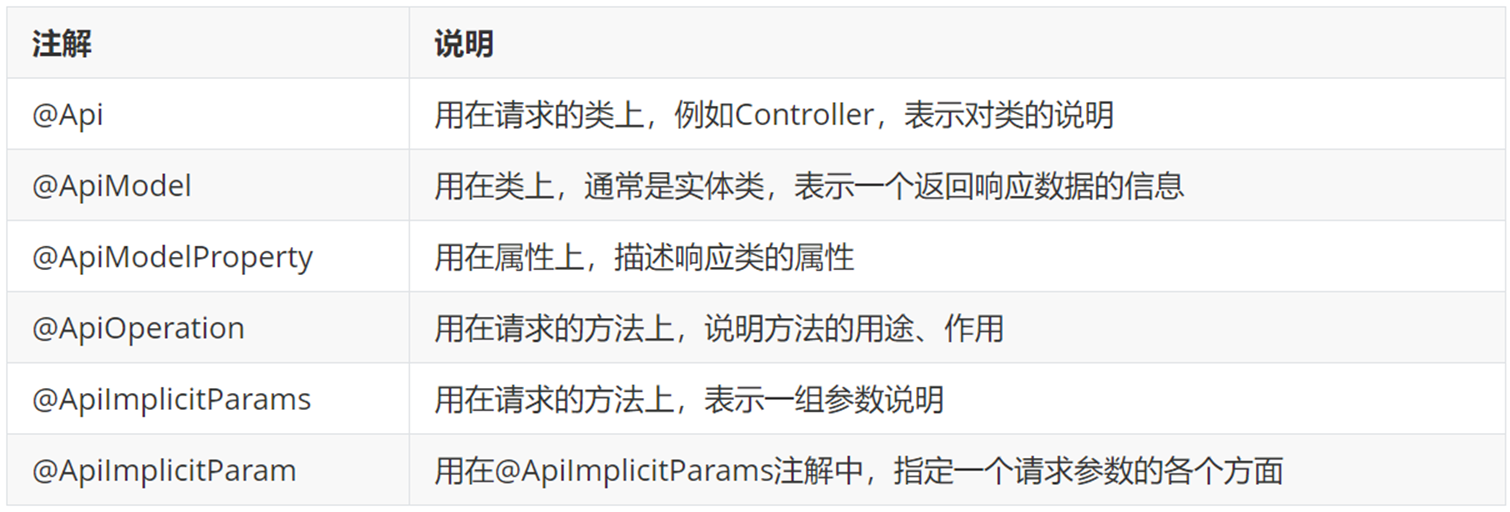 注解 说明
@Api 用在请求的类上，例如Controller，表示对类的说明
@ApiModel 用在类上，通常是实体类，表示一个返回响应数据的信息
@ApiModelProperty 用在属性上，描述响应类的属性
@ApiOperation 用在请求的方法上，说明方法的用途、作用
@ApiImplicitParams 用在请求的方法上，表示一组参数说明
@ApiImplicitParam 用在@ApiImplicitParams注解中，指定一个请求参数的各个方面